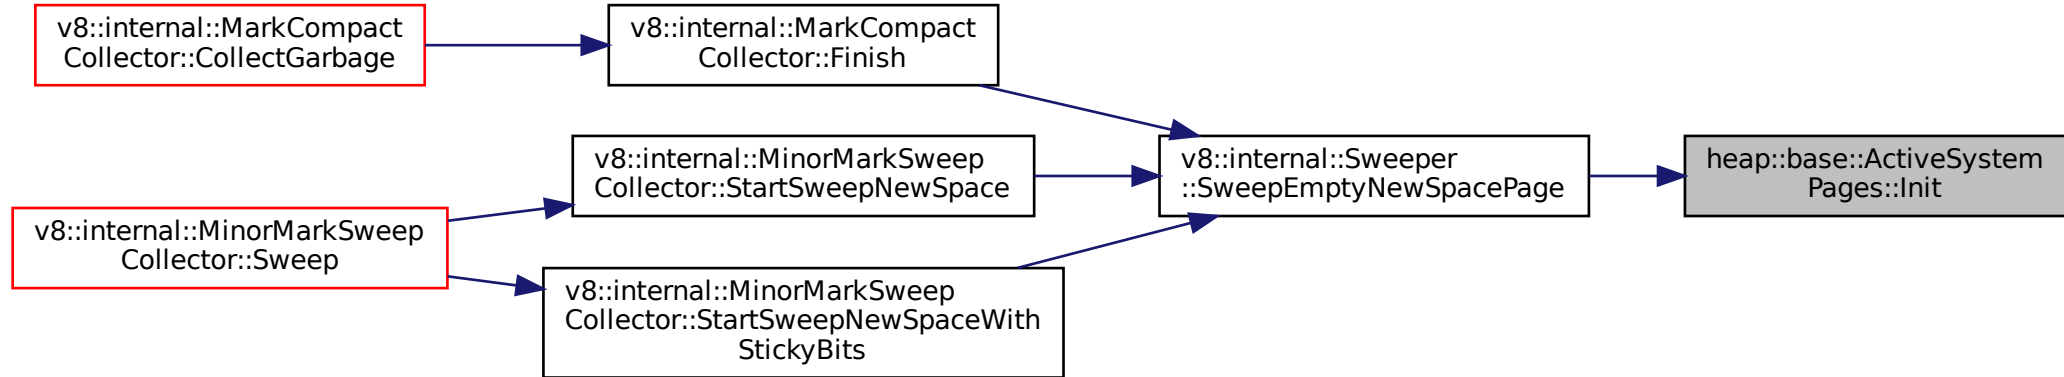 v8::internal::MarkCompact
Collector::CollectGarbage
v8::internal::MarkCompact
Collector::Finish
v8::internal::MinorMarkSweep
Collector::StartSweepNewSpace
v8::internal::Sweeper
::SweepEmptyNewSpacePage
heap::base::ActiveSystem
Pages::Init
v8::internal::MinorMarkSweep
Collector::Sweep
v8::internal::MinorMarkSweep
Collector::StartSweepNewSpaceWith
StickyBits